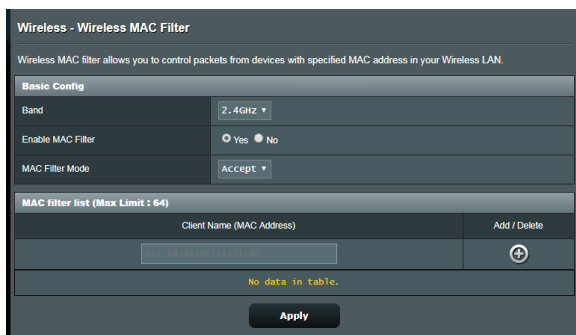 Wireless - Wireless MAC Filter
Wireless MAC filter allows you to control packets from devices with specified MAC address in your Wireless LAN.
Basic Config
Band 2.4GHz
Enable MAC Filter Yes No
MAC Filter Mode Accept
MAC filter list (Max Limit : 64)
Client Name (MAC Address) Add / Delete
No data in table.
Apply